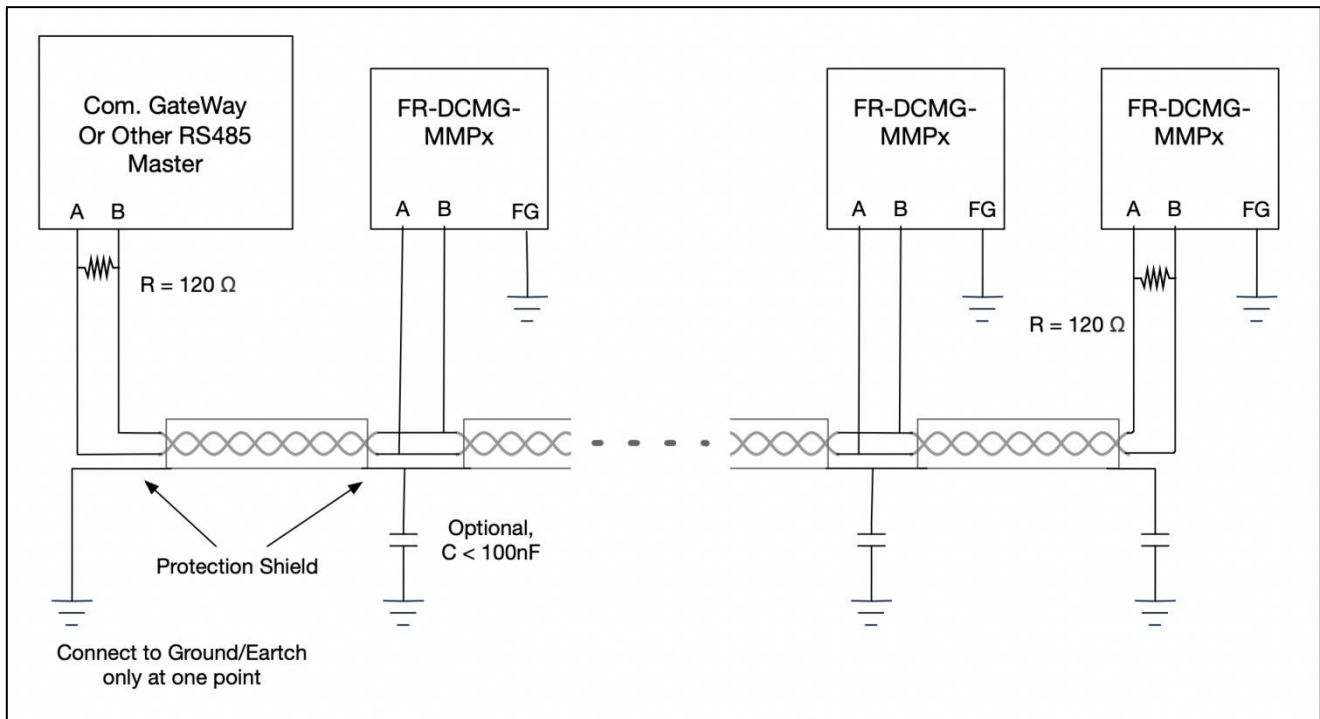 Com. GateWay
Or Other RS485
Master
A B
R = 120 Ω
FR-DCMG-
MMPx
A B FG
FR-DCMG-
MMPx
A B FG
FR-DCMG-
MMPx
A B FG
R = 120 Ω
Protection Shield
Optional,
C < 100nF
Connect to Ground/Eartch
only at one point